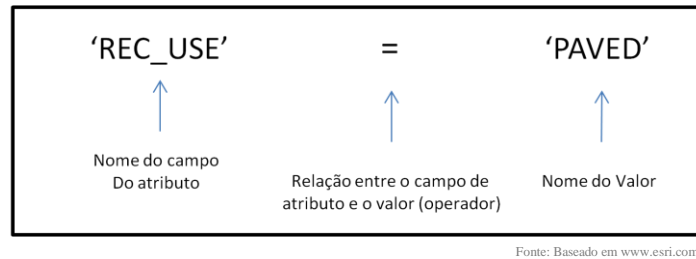 ‘REC_USE’ = ‘PAVED’
Nome do campo
Do atributo
Relação entre o campo de
atributo e o valor (operador)
Nome do Valor
Fonte: Baseado em www.esri.com